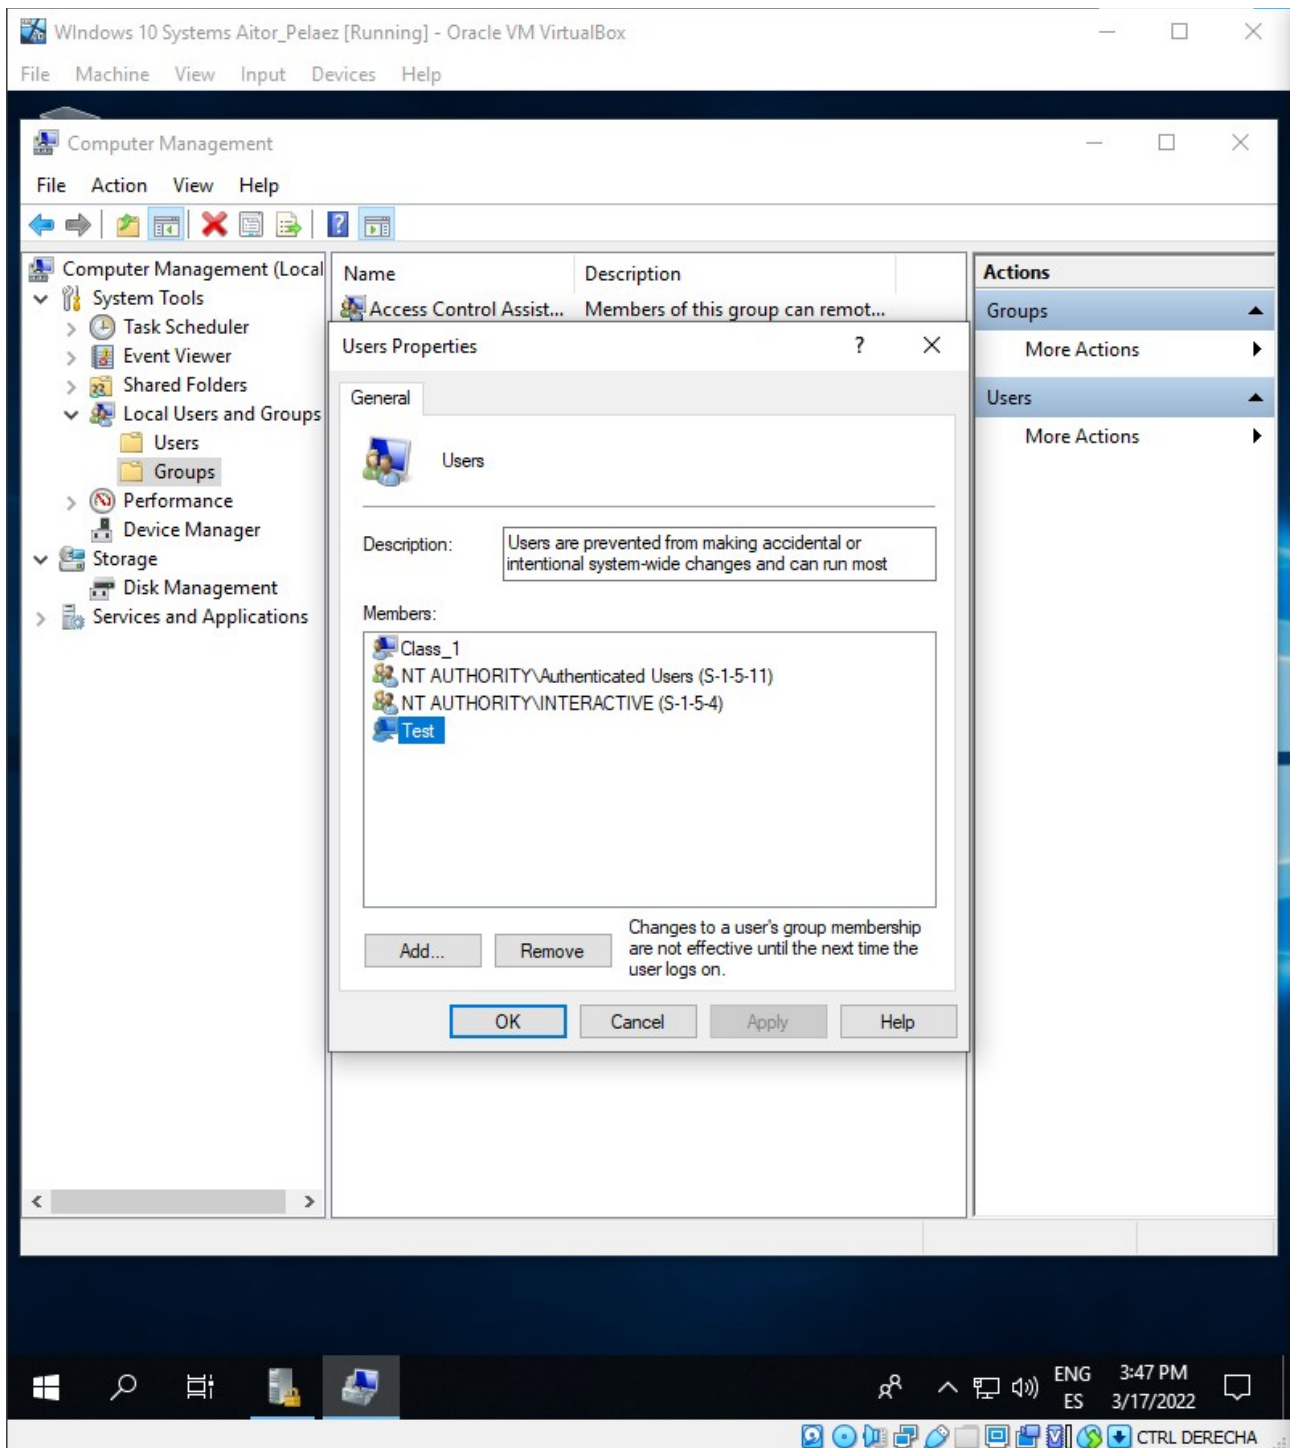 WIndows 10 Systems Aitor_Pelaez [Running] - Oracle VM VirtualBox
File Machine View Input Devices Help
Computer Management
File Action View Help
Computer Management (Local
System Tools
Task Scheduler
Event Viewer
Shared Folders
Local Users and Groups
Users
Groups
Performance
Device Manager
Storage
Disk Management
Services and Applications
Name Description
Access Control Assist... Members of this group can remot...
Users Properties ?
General
Users
Description: Users are prevented from making accidental or
intentional system-wide changes and can run most
Members:
Class_1
NT AUTHORITY\Authenticated Users (S-1-5-11)
NT AUTHORITY\INTERACTIVE (S-1-5-4)
Test
Add... Remove
Changes to a user's group membership
are not effective until the next time the
user logs on.
OK Cancel Apply Help
Actions
Groups
More Actions
Users
More Actions
ENG
ES
3:47 PM
3/17/2022
CTRL DERECHA